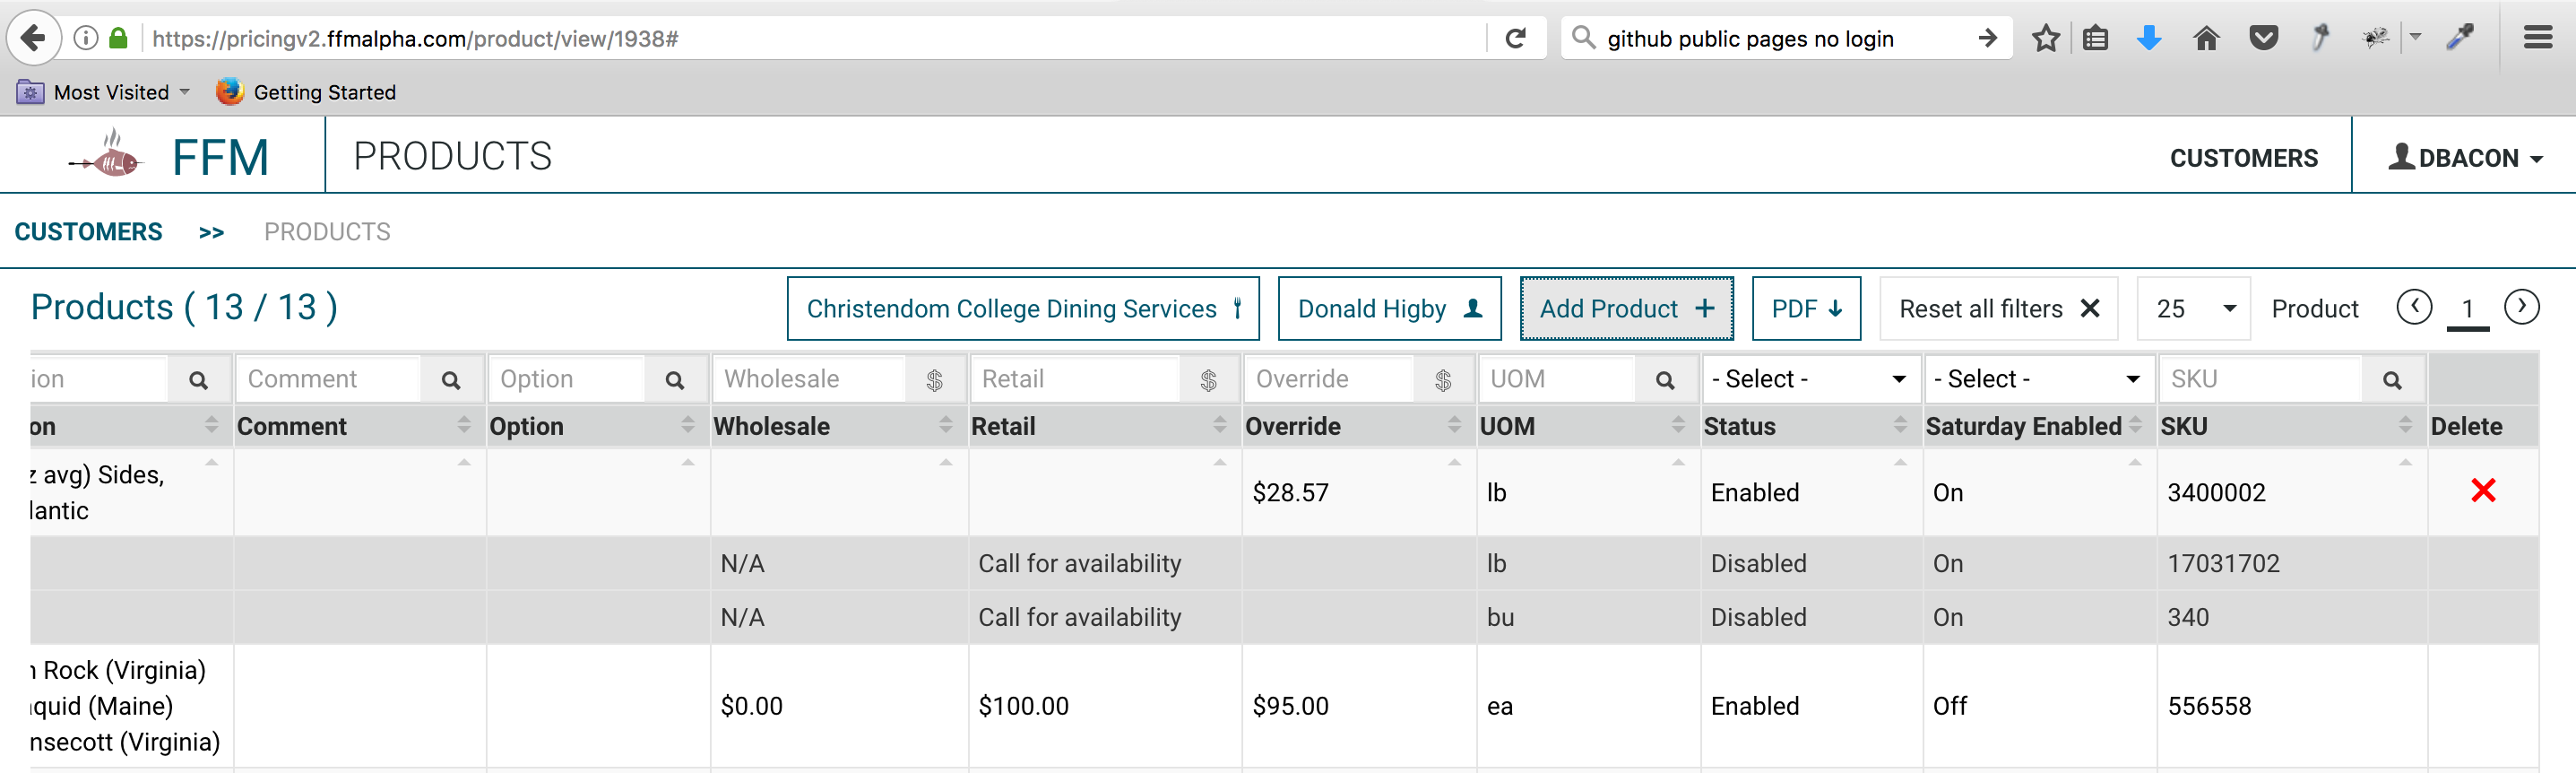 https://pricingv2.ffmalpha.com/product/view/1938#
github public pages no login
Most Visited
Getting Started
FFM
PRODUCTS
CUSTOMERS
DBACON
CUSTOMERS >> PRODUCTS
Products ( 13 / 13 )
Christendom College Dining Services
Donald Higby
Add Product +
PDF
Reset all filters
25
Product
1
ion Comment Option Wholesale $ Retail $ Override $ UOM - Select - - Select - SKU
on Comment Option Wholesale Retail Override UOM Status Saturday Enabled SKU Delete
z avg) Sides,
lantic
$28.57 lb Enabled On 3400002
N/A Call for availability lb Disabled On 17031702
N/A Call for availability bu Disabled On 340
n Rock (Virginia)
quid (Maine)
nsecott (Virginia)
$0.00 $100.00 $95.00 ea Enabled Off 556558